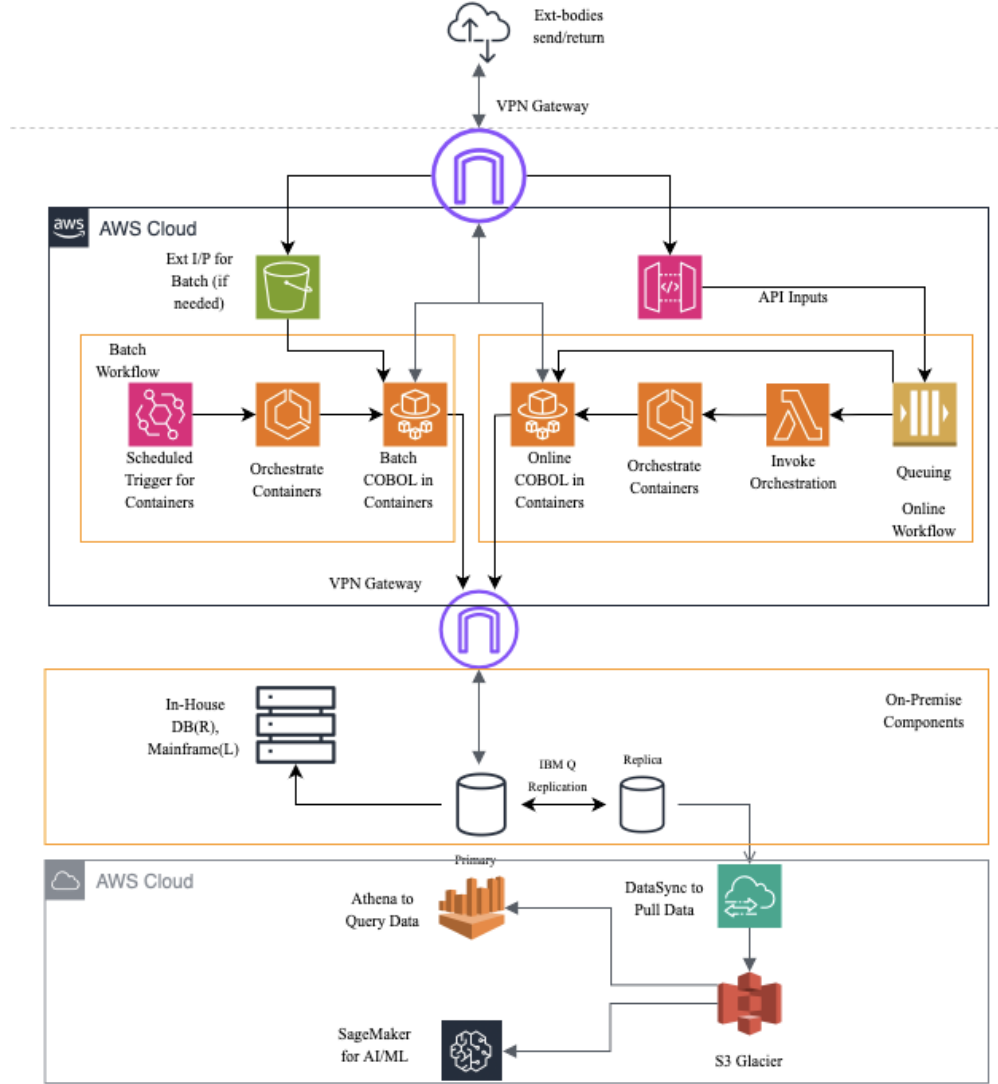 Ext-bodies
send/return
VPN Gateway
aws
AWS Cloud
Ext I/P for
Batch (if
needed)
API Inputs
Batch
Workflow
Scheduled
Trigger for
Containers
Orchestrate
Containers
Batch
COBOL in
Containers
Online
COBOL in
Containers
Orchestrate
Containers
Invoke
Orchestration
Queuing
Online
Workflow
VPN Gateway
In-House
DB(R),
Mainframe(L)
On-Premise
Components
IBM Q
Replication
Replica
Primary
AWS Cloud
Athena to
Query Data
DataSync to
Pull Data
SageMaker
for AI/ML
S3 Glacier